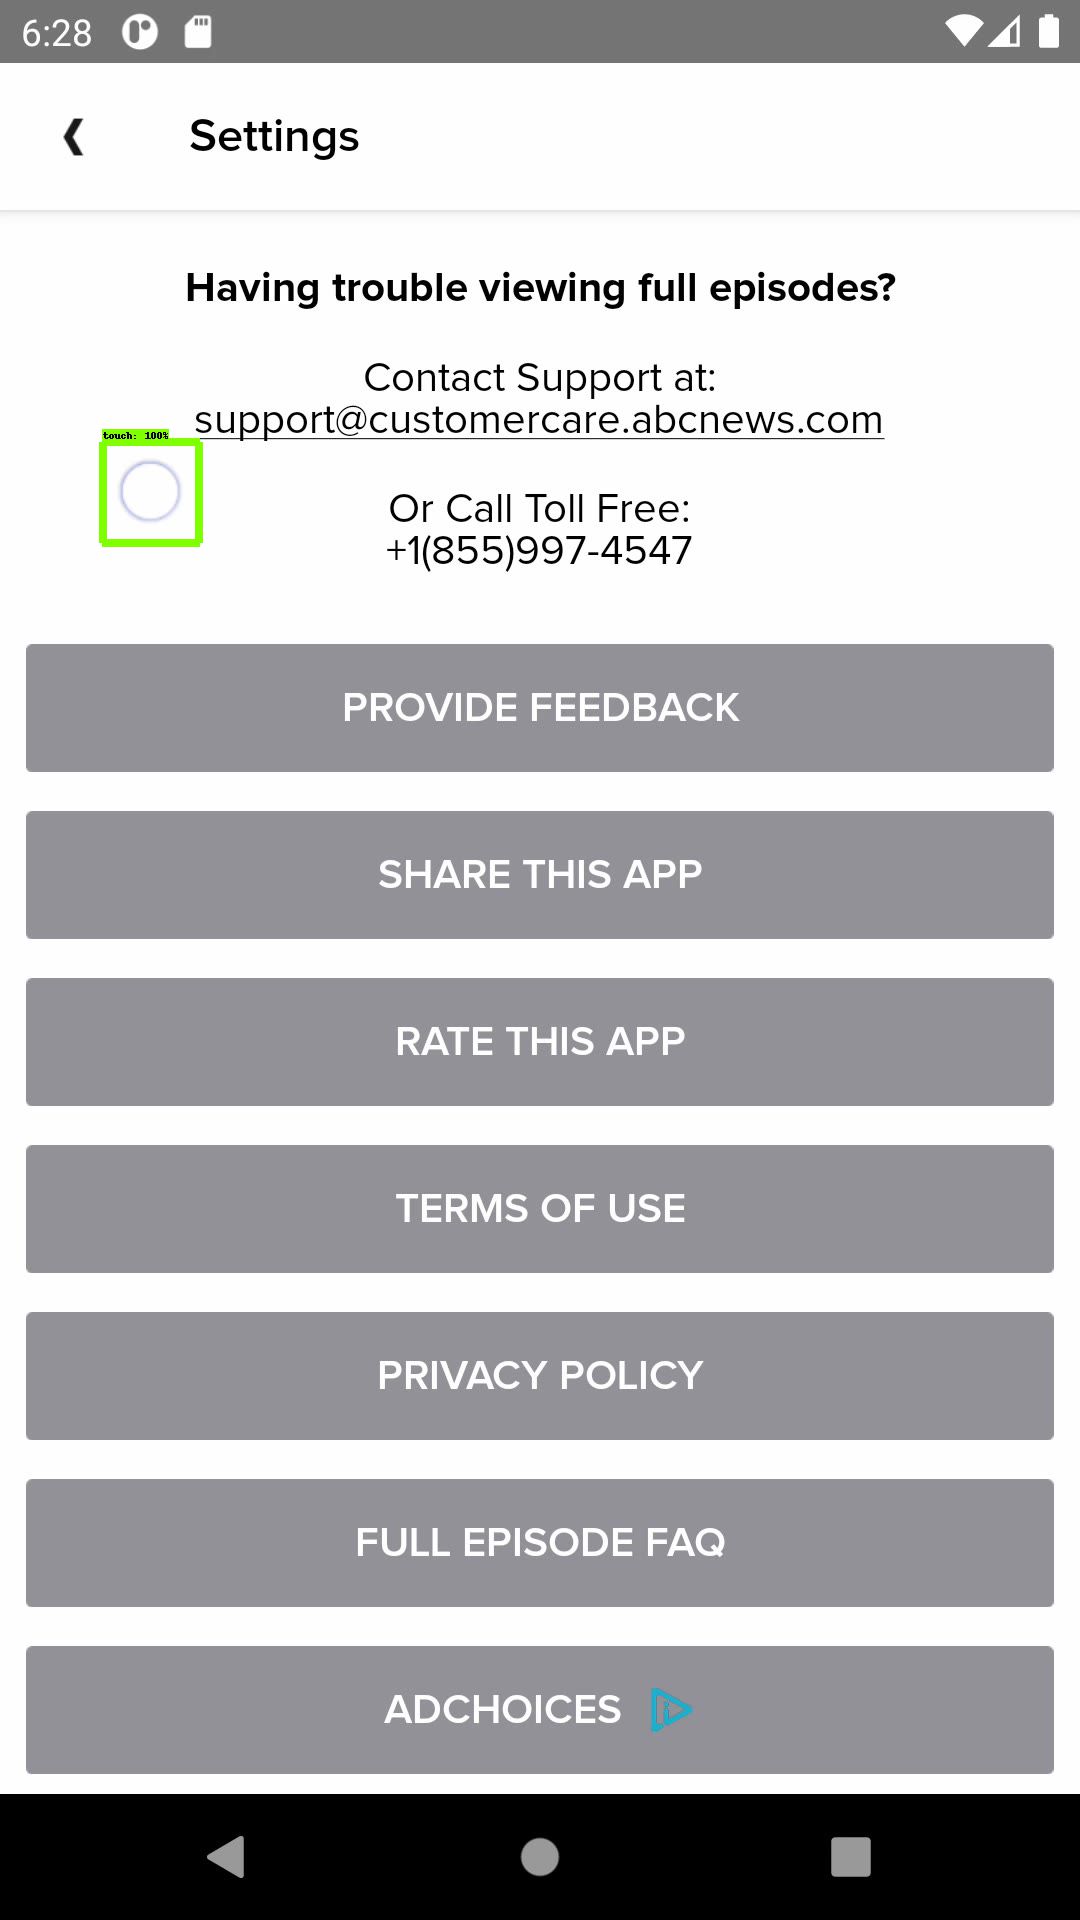 6:28
Settings
Having trouble viewing full episodes?
Contact Support at:
support@customercare.abcnews.com
touch: 100%
Or Call Toll Free:
+1(855)997-4547
PROVIDE FEEDBACK
SHARE THIS APP
RATE THIS APP
TERMS OF USE
PRIVACY POLICY
FULL EPISODE FAQ
ADCHOICES